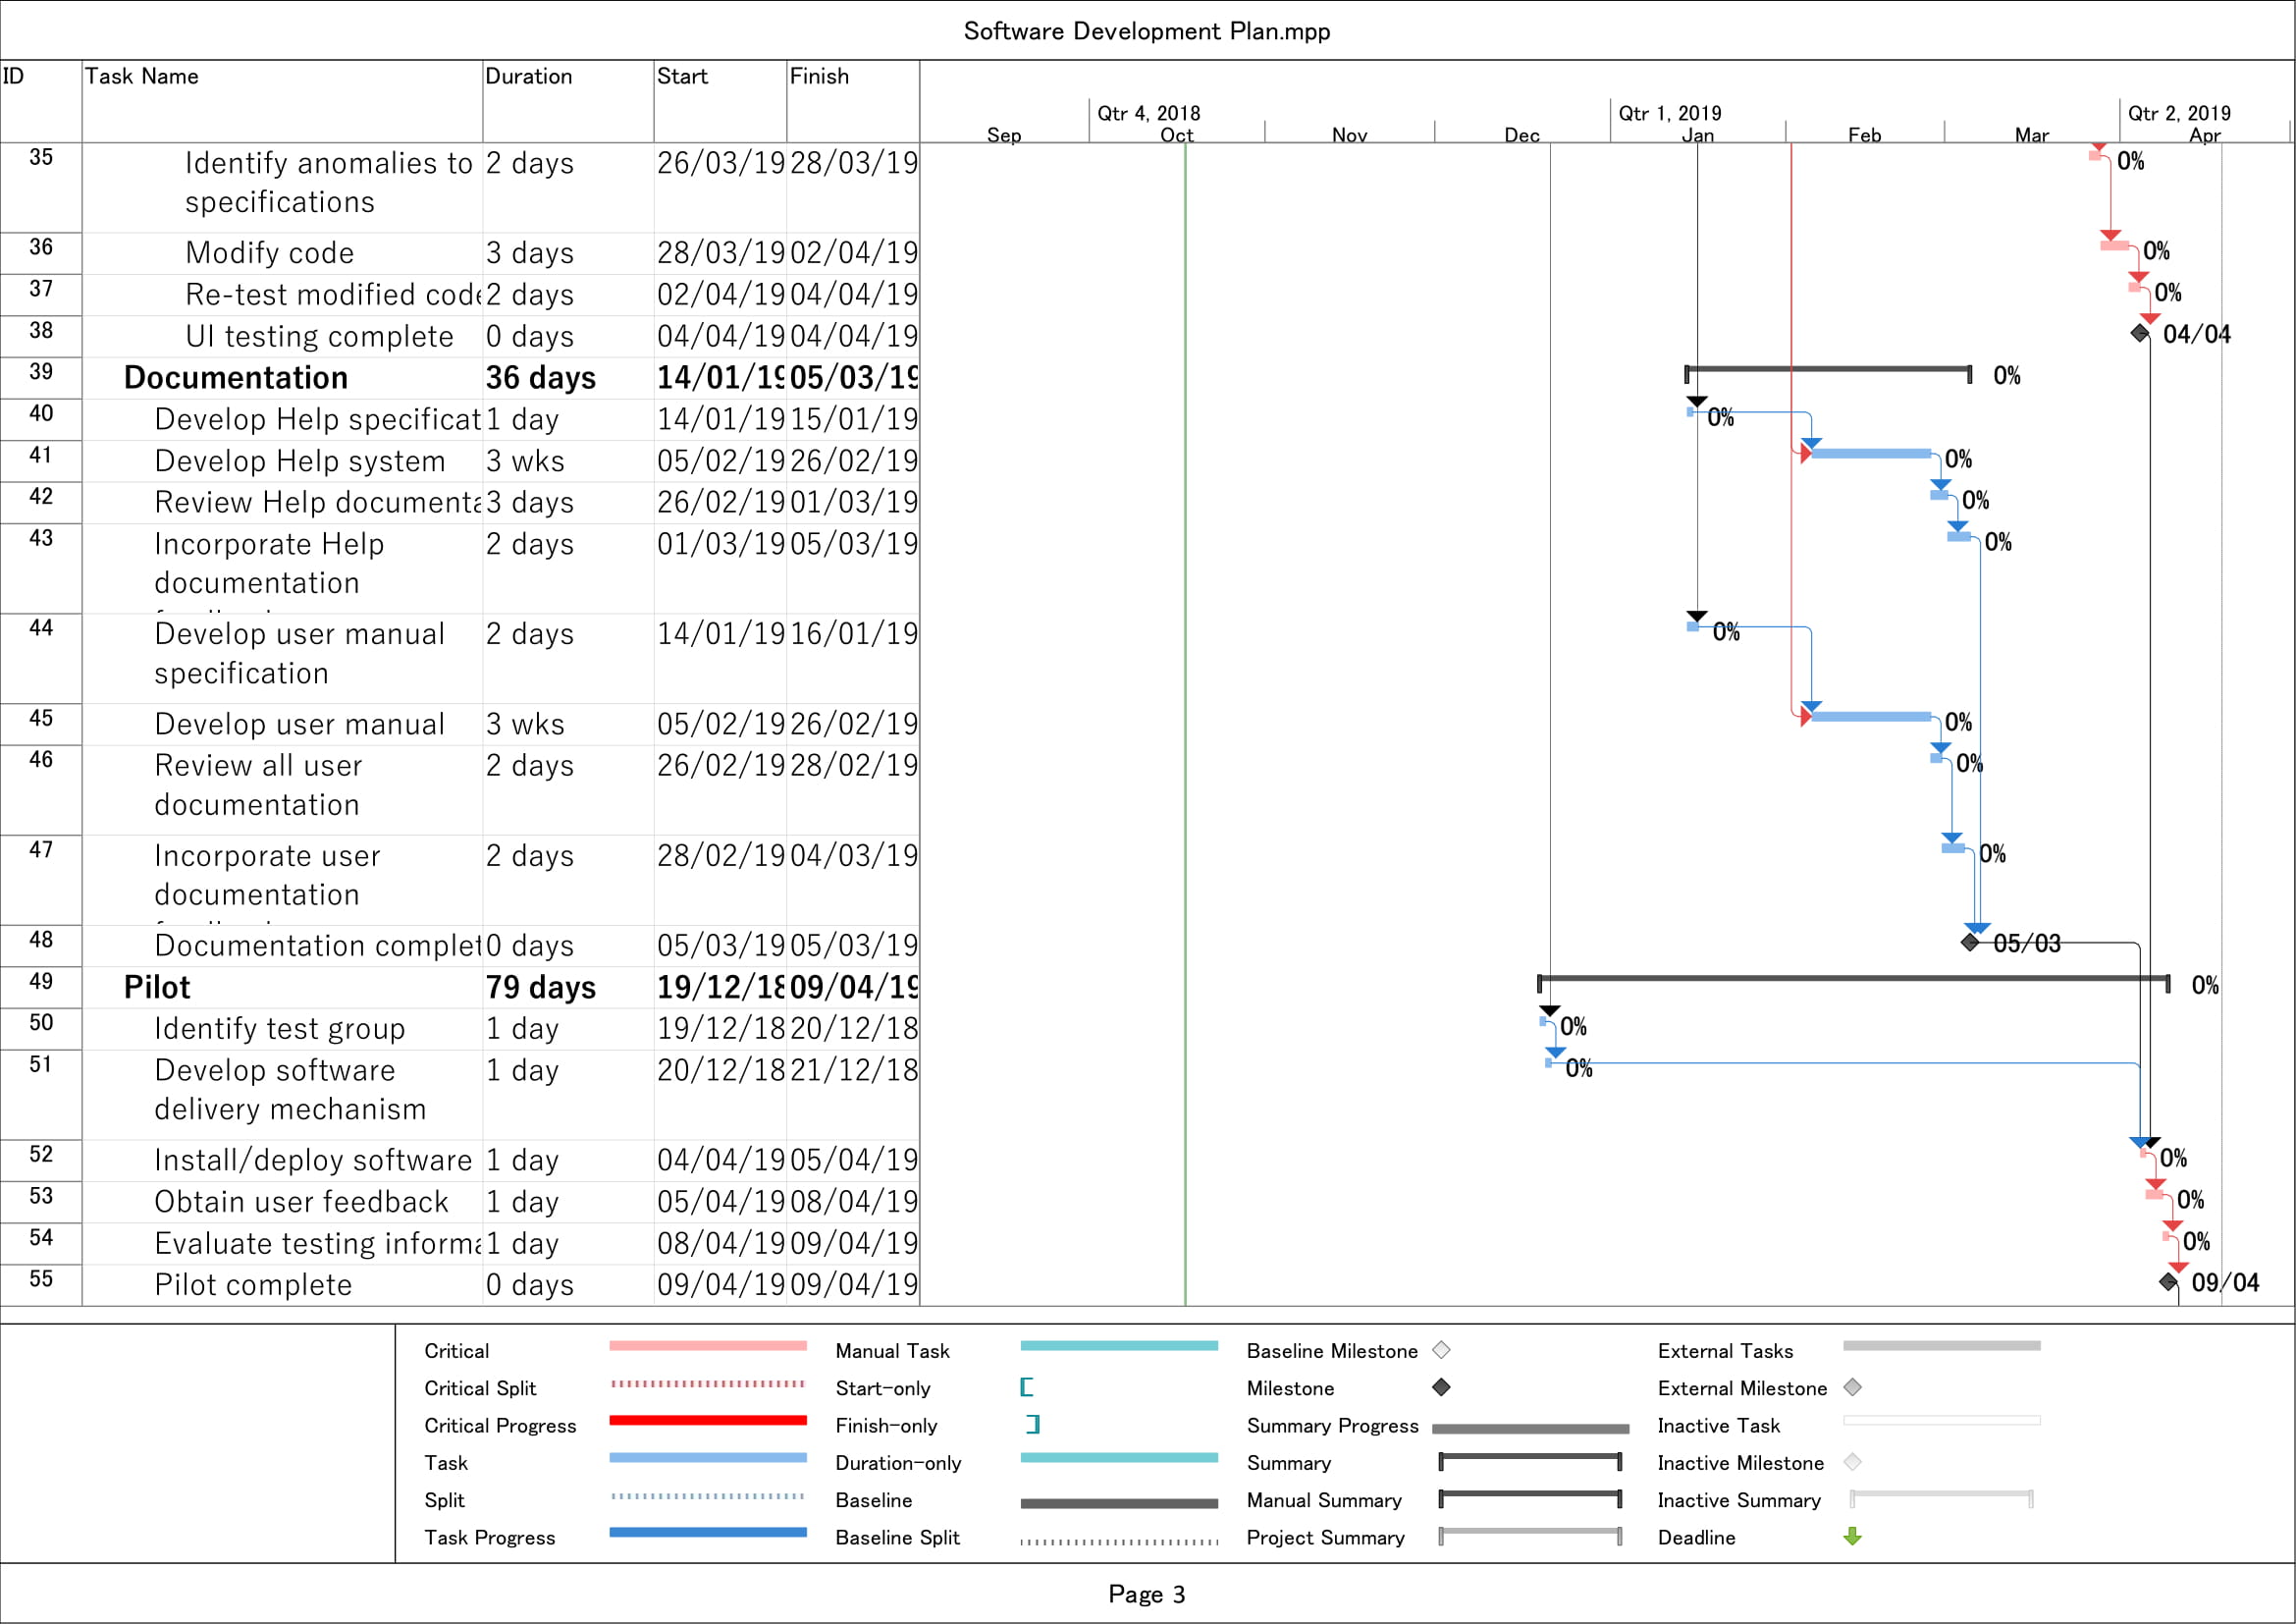 Software Development Plan.mpp
ID Task Name Duration Start Finish
Qtr 4, 2018 Qtr 1, 2019 Qtr 2, 2019
Sep Oct Nov Dec Jan Feb Mar Apr
35 Identify anomalies to 2 days 26/03/19 28/03/19 0%
specifications
36 Modify code 3 days 28/03/19 02/04/19 0%
37 Re-test modified code 2 days 02/04/19 04/04/19 0%
38 UI testing complete 0 days 04/04/19 04/04/19 04/04
39 Documentation 36 days 14/01/19 05/03/19 0%
40 Develop Help specificat 1 day 14/01/19 15/01/19 0%
41 Develop Help system 3 wks 05/02/19 26/02/19 0%
42 Review Help documenta 3 days 26/02/19 01/03/19 0%
43 Incorporate Help 2 days 01/03/19 05/03/19 0%
documentation
44 Develop user manual 2 days 14/01/19 16/01/19 0%
specification
45 Develop user manual 3 wks 05/02/19 26/02/19 0%
46 Review all user 2 days 26/02/19 28/02/19 0%
documentation
47 Incorporate user 2 days 28/02/19 04/03/19 0%
documentation
48 Documentation complet 0 days 05/03/19 05/03/19 05/03
49 Pilot 79 days 19/12/18 09/04/19 0%
50 Identify test group 1 day 19/12/18 20/12/18 0%
51 Develop software 1 day 20/12/18 21/12/18 0%
delivery mechanism
52 Install/deploy software 1 day 04/04/19 05/04/19 0%
53 Obtain user feedback 1 day 05/04/19 08/04/19 0%
54 Evaluate testing informa 1 day 08/04/19 09/04/19 0%
55 Pilot complete 0 days 09/04/19 09/04/19 09/04
Critical Manual Task Baseline Milestone External Tasks
Critical Split Start-only Milestone External Milestone
Critical Progress Finish-only Summary Progress Inactive Task
Task Duration-only Summary Inactive Milestone
Split Baseline Manual Summary Inactive Summary
Task Progress Baseline Split Project Summary Deadline
Page 3